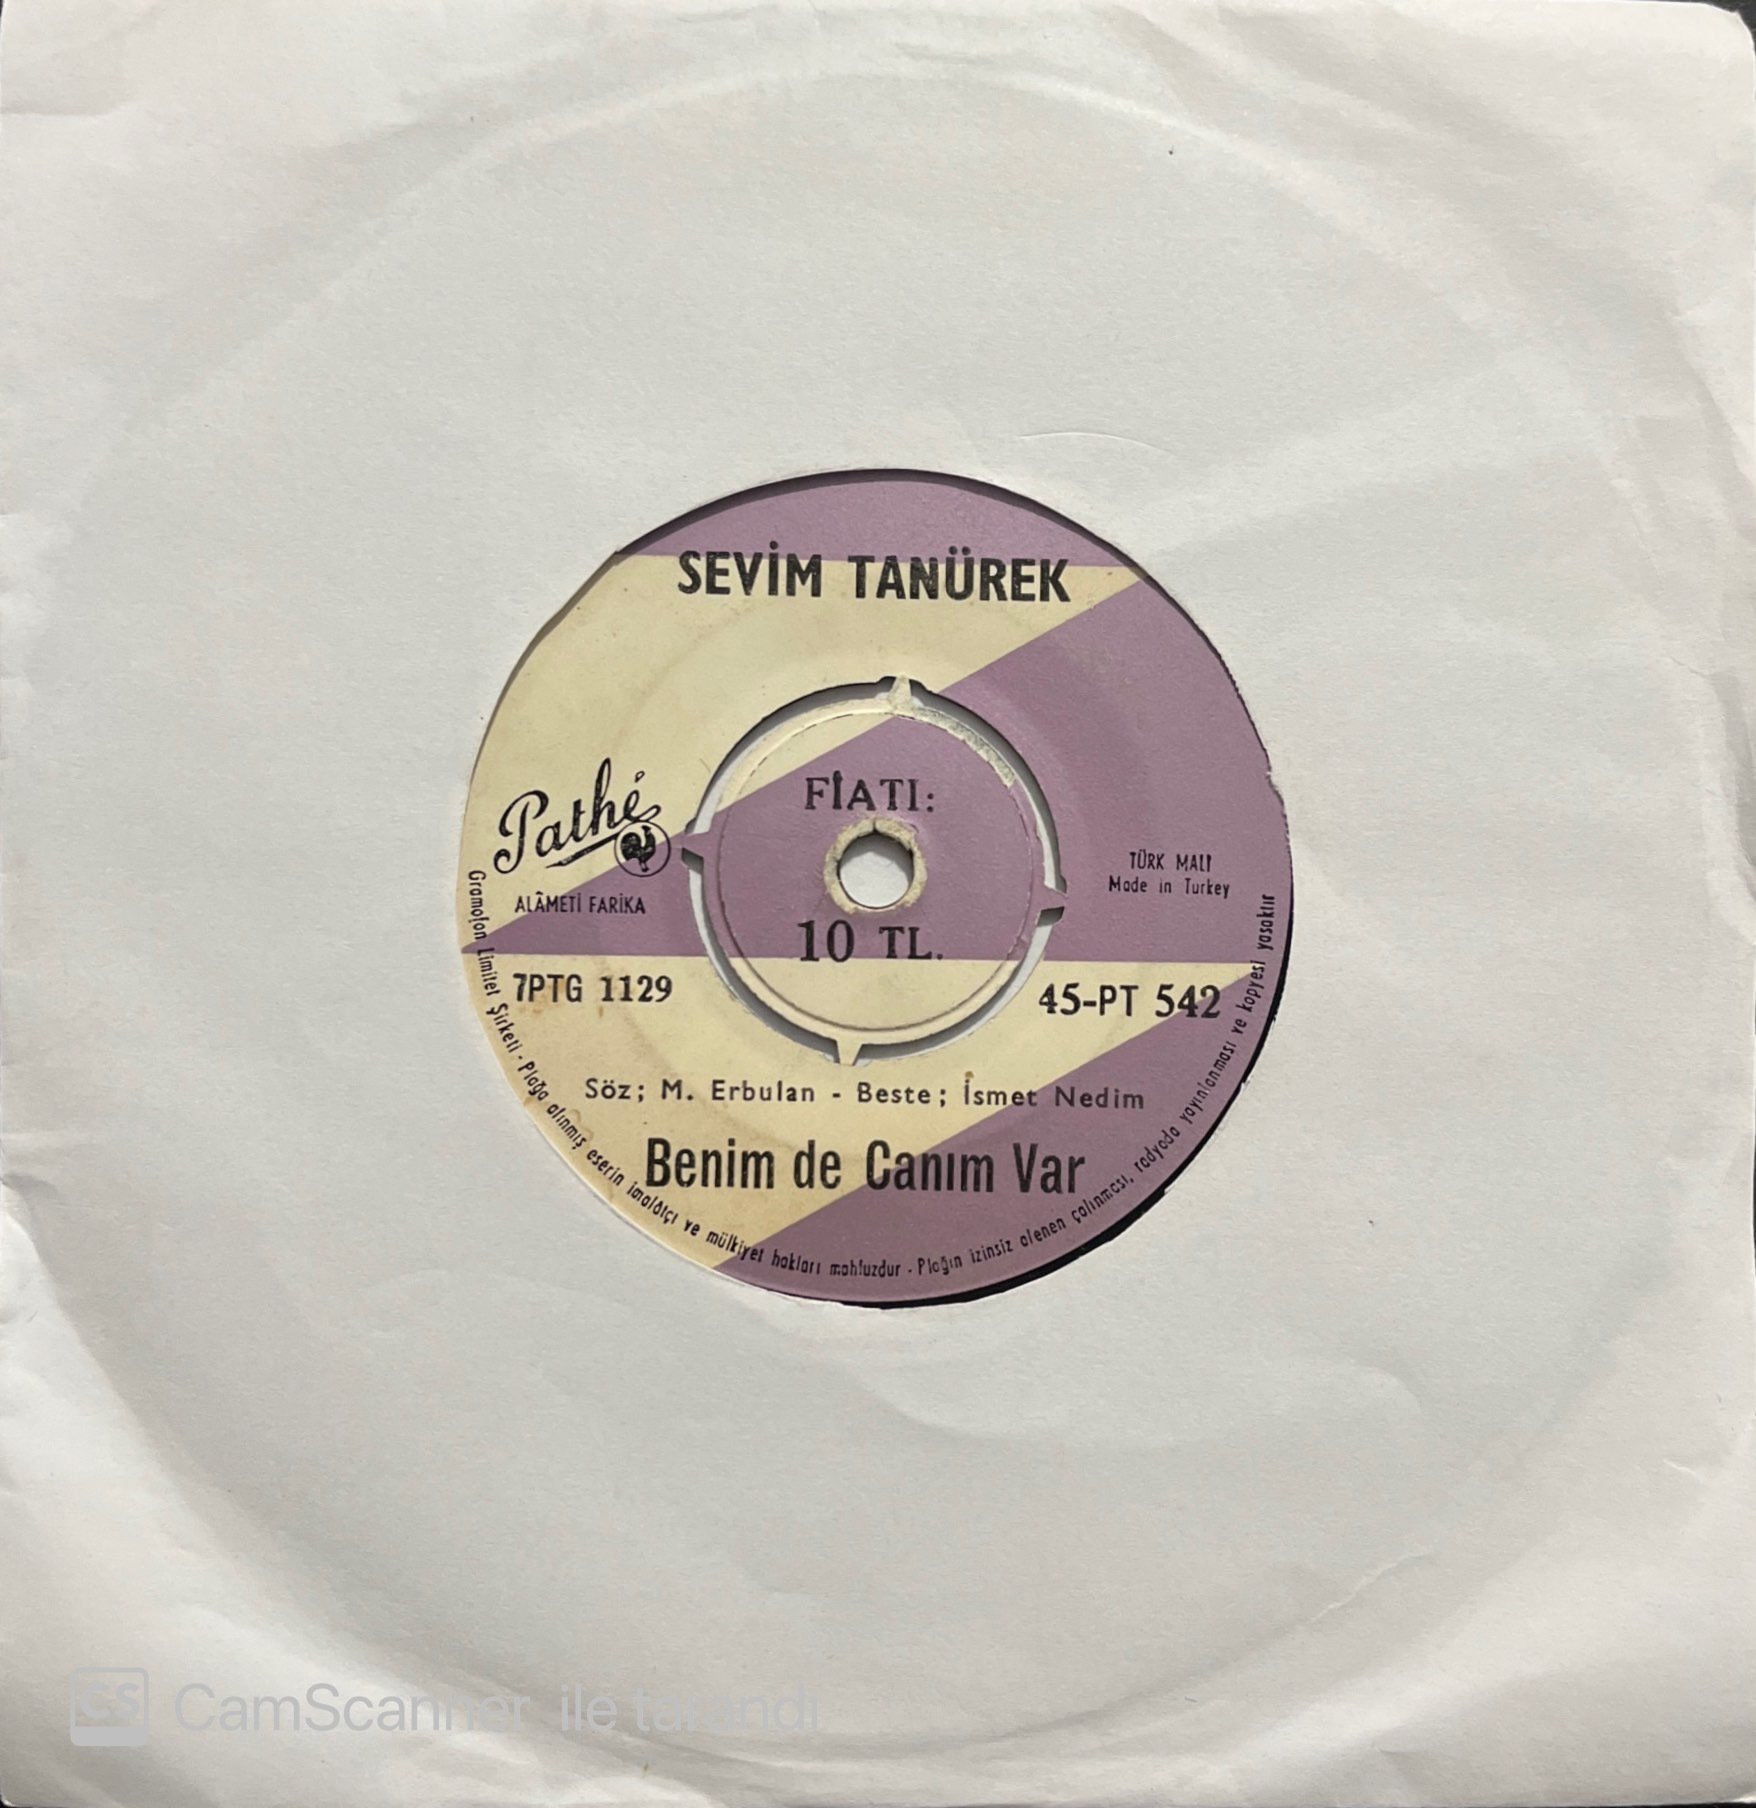 SEVİM TANÜREK
FİATI:
Pathé
TÜRK MALI
Made in Turkey
ALÂMETİ FARİKA
10 TL.
7PTG 1129
45-PT 542
Söz; M. Erbulan - Beste; İsmet Nedim
Benim de Canım Var
Gramofon Limitet Şirketi - Plağa alınmış eserin imalâtçı ve mülkiyet hakları mahfuzdur - Plağın izinsiz alenen çalınması, radyoda yayınlanması ve kopyesi yasaktır
CS CamScanner ile tarandı